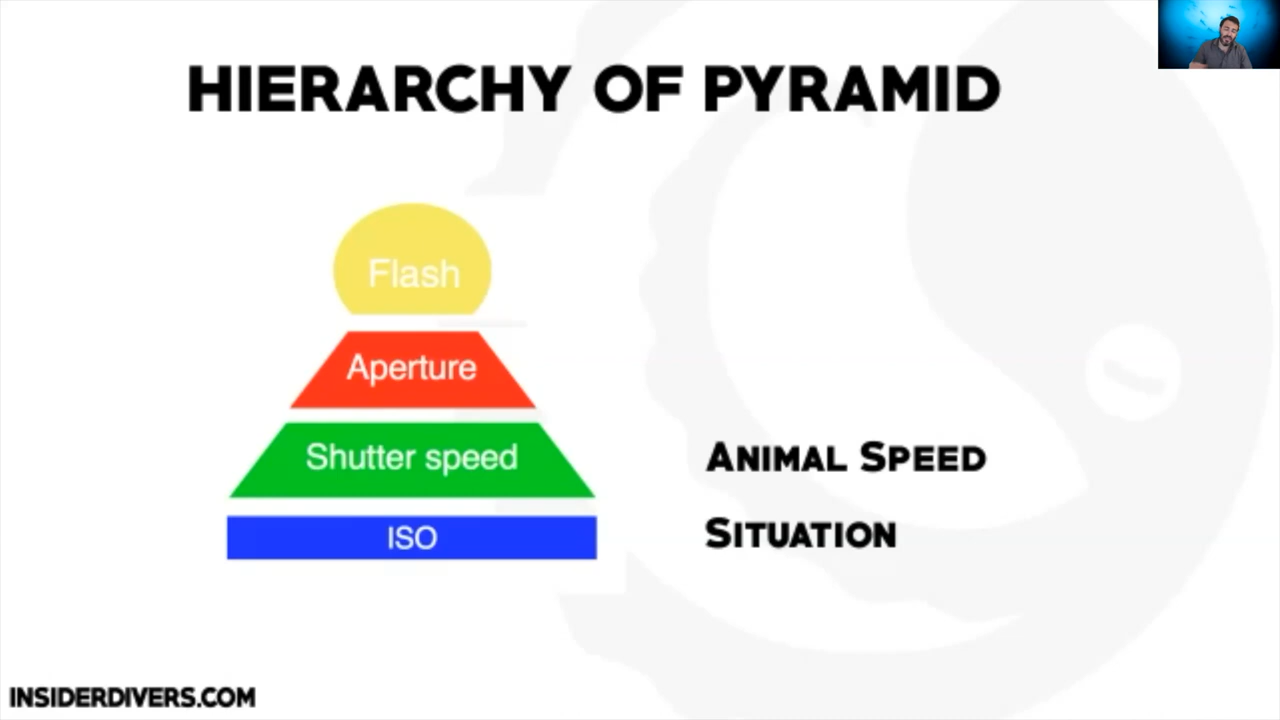 HIERARCHY OF PYRAMID
Flash
Aperture
Shutter speed
ANIMAL SPEED
ISO
SITUATION
INSIDERDIVERS.COM